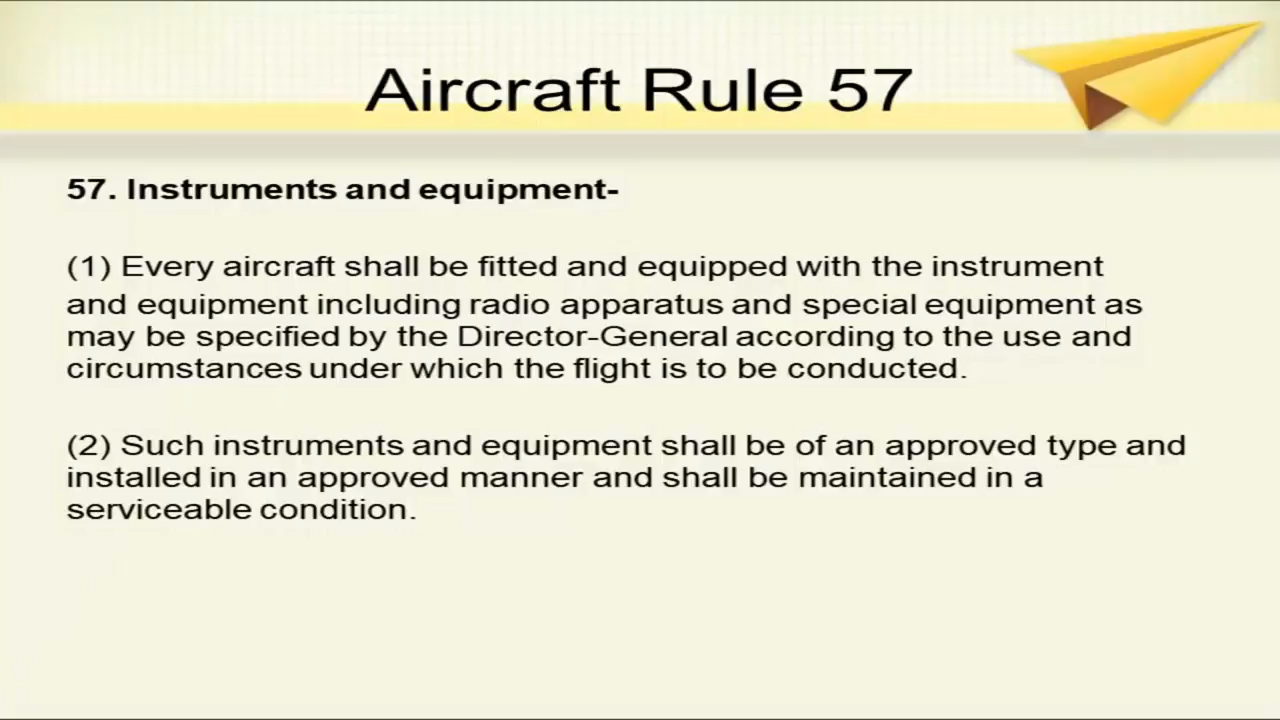 Aircraft Rule 57
57. Instruments and equipment-
(1) Every aircraft shall be fitted and equipped with the instrument
and equipment including radio apparatus and special equipment as
may be specified by the Director-General according to the use and
circumstances under which the flight is to be conducted.
(2) Such instruments and equipment shall be of an approved type and
installed in an approved manner and shall be maintained in a
serviceable condition.